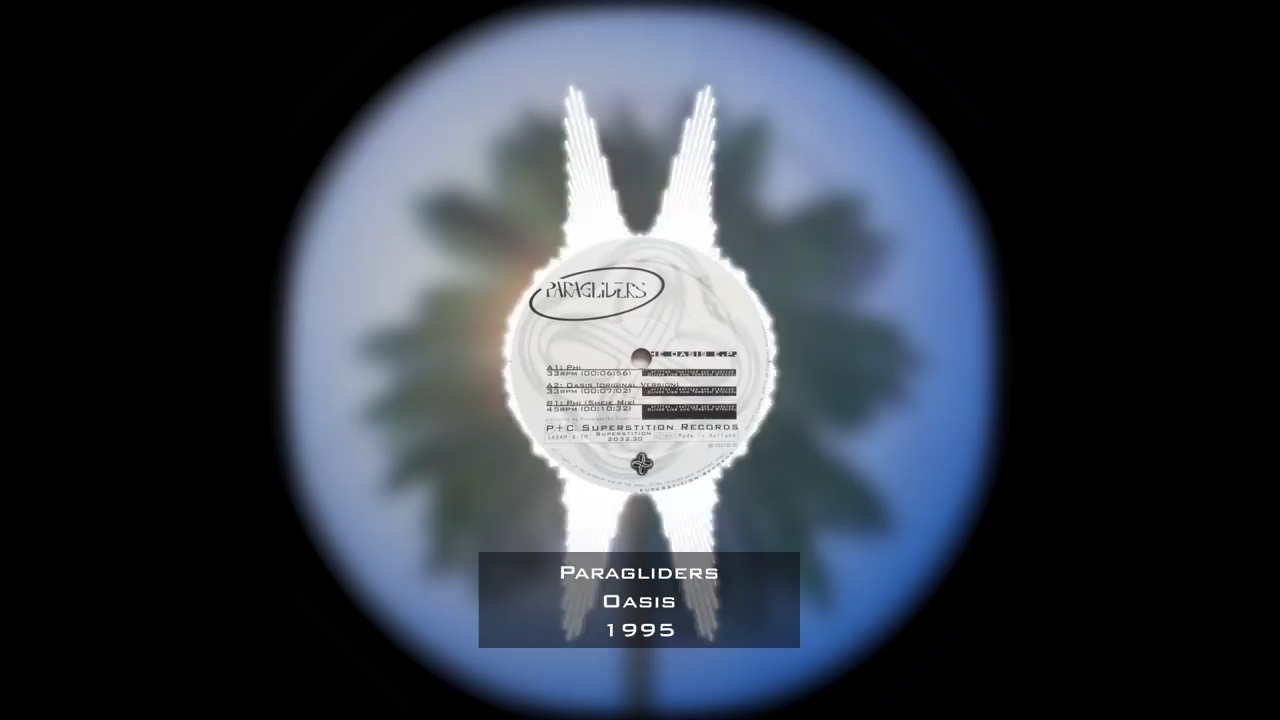 PARAGLIDERS
HE OASIS E.P.
A1: Phi
33RPM (00:06:56)
A2: Oasis (Original Version)
33RPM (00:07:02)
B1: Phi (Sheik Mix)
45RPM (00:10:32)
P+C Superstition Records
Superstition
2032.30
Made in Holland
Paragliders
Oasis
1995